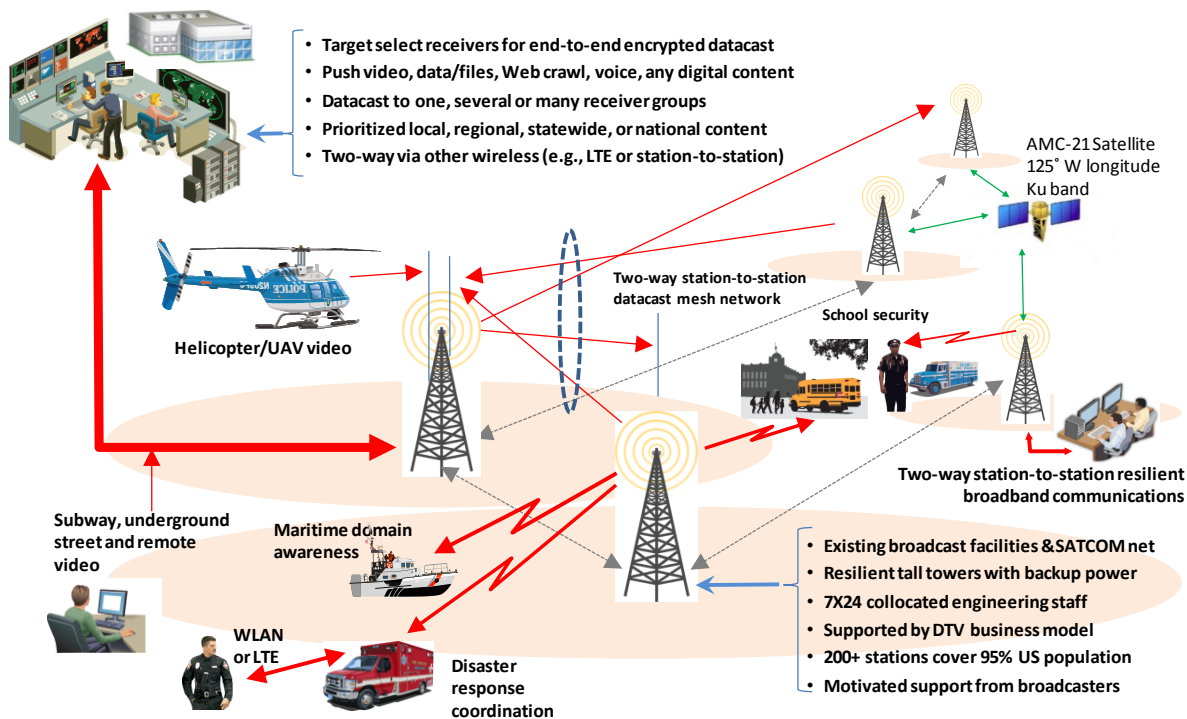 • Target select receivers for end-to-end encrypted datacast
• Push video, data/files, Web crawl, voice, any digital content
• Datacast to one, several or many receiver groups
• Prioritized local, regional, statewide, or national content
• Two-way via other wireless (e.g., LTE or station-to-station)
AMC-21 Satellite
125˚ W longitude
Ku band
POLICE
Helicopter/UAV video
Two-way station-to-station
datacast mesh network
School security
Two-way station-to-station resilient
broadband communications
Subway, underground
street and remote
video
Maritime domain
awareness
WLAN
or LTE
Disaster
response
coordination
• Existing broadcast facilities & SATCOM net
• Resilient tall towers with backup power
• 7X24 collocated engineering staff
• Supported by DTV business model
• 200+ stations cover 95% US population
• Motivated support from broadcasters